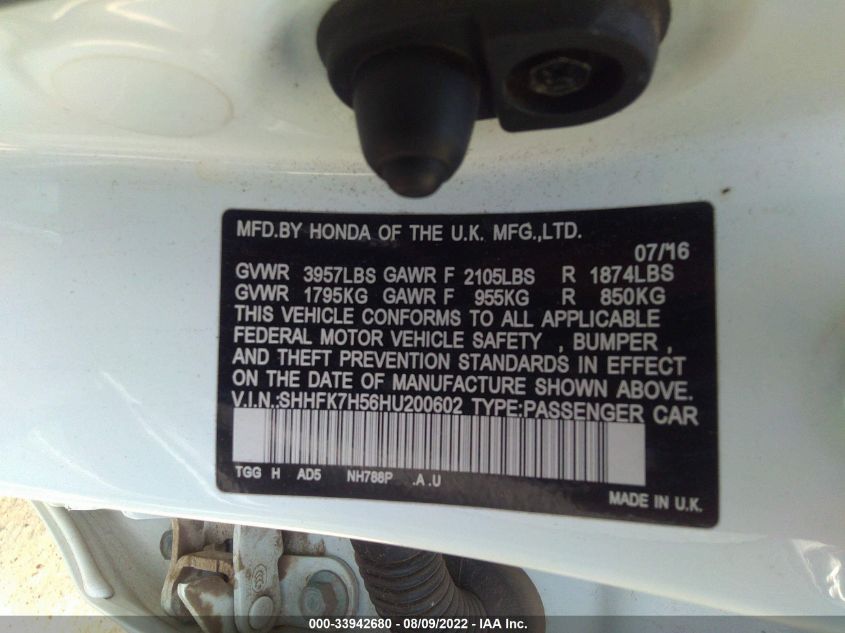 MFD.BY HONDA OF THE U.K. MFG.,LTD.
07/16
GVWR 3957LBS GAWR F 2105LBS R 1874LBS
GVWR 1795KG GAWR F 955KG R 850KG
THIS VEHICLE CONFORMS TO ALL APPLICABLE
FEDERAL MOTOR VEHICLE SAFETY , BUMPER ,
AND THEFT PREVENTION STANDARDS IN EFFECT
ON THE DATE OF MANUFACTURE SHOWN ABOVE.
V.I.N.:SHHFK7H56HU200602 TYPE:PASSENGER CAR
TGG H AD5 NH788P .A .U
MADE IN U.K.
000-33942680 - 08/09/2022 - IAA Inc.